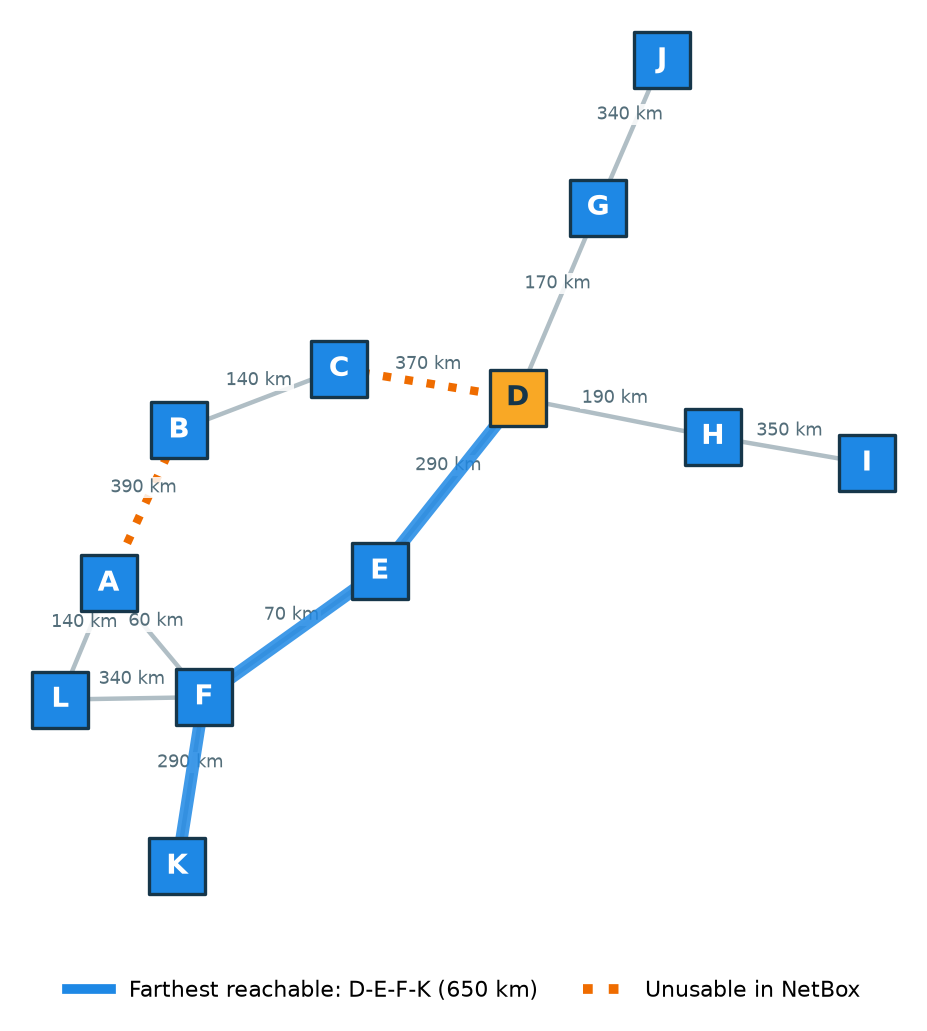 J
340 km
G
170 km
C
370 km
140 km
D
190 km
B
H
350 km
I
290 km
390 km
E
A
70 km
140 km
60 km
340 km
L
F
290 km
K
Farthest reachable: D-E-F-K (650 km)
Unusable in NetBox